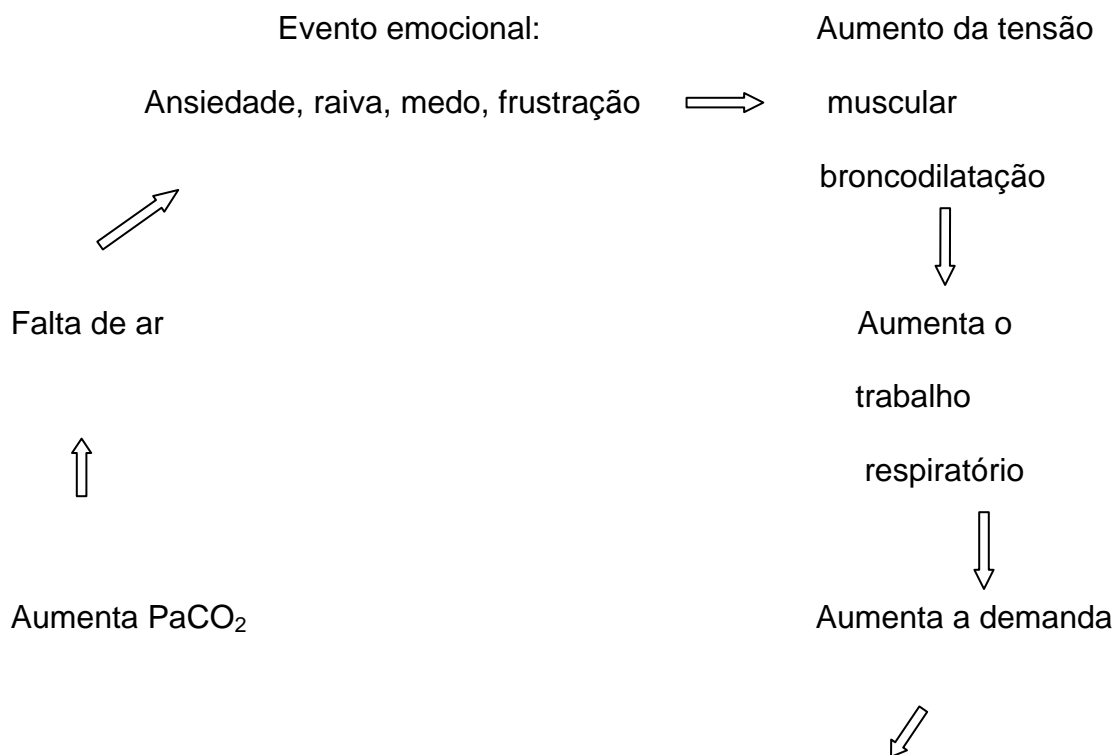 Evento emocional:
Ansiedade, raiva, medo, frustração
Aumento da tensão
muscular
broncodilatação
Falta de ar
Aumenta o
trabalho
respiratório
Aumenta PaCO₂
Aumenta a demanda